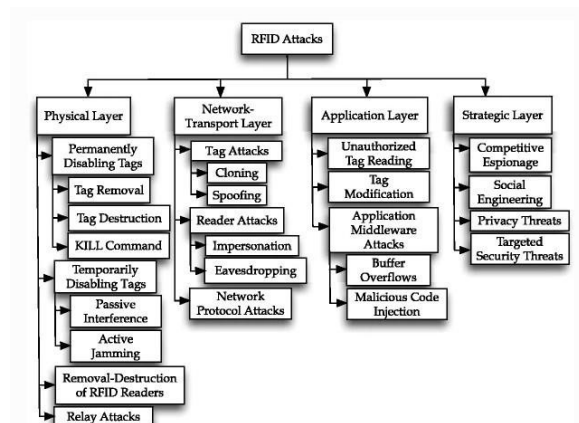 RFID Attacks
Physical Layer
Permanently
Disabling Tags
Tag Removal
Tag Destruction
KILL Command
Temporarily
Disabling Tags
Passive
Interference
Active
Jamming
Removal-Destruction
of RFID Readers
Relay Attacks
Network-
Transport Layer
Tag Attacks
Cloning
Spoofing
Reader Attacks
Impersonation
Eavesdropping
Network
Protocol Attacks
Application Layer
Unauthorized
Tag Reading
Tag
Modification
Application
Middleware
Attacks
Buffer
Overflows
Malicious Code
Injection
Strategic Layer
Competitive
Espionage
Social
Engineering
Privacy Threats
Targeted
Security Threats